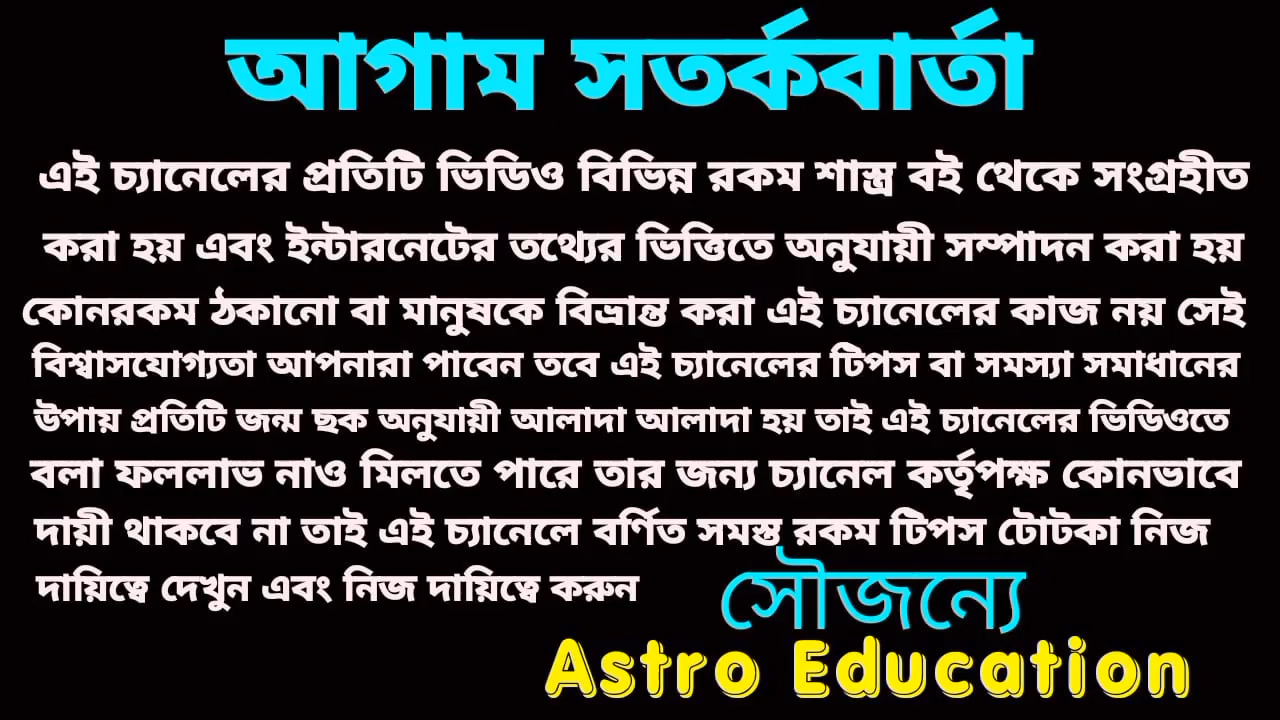 আগাম সতর্কবার্তা
এই চ্যানেলের প্রতিটি ভিডিও বিভিন্ন রকম শাস্ত্র বই থেকে সংগ্রহীত
করা হয় এবং ইন্টারনেটের তথ্যের ভিত্তিতে অনুযায়ী সম্পাদন করা হয়
কোনরকম ঠকানো বা মানুষকে বিভ্রান্ত করা এই চ্যানেলের কাজ নয় সেই
বিশ্বাসযোগ্যতা আপনারা পাবেন তবে এই চ্যানেলের টিপস বা সমস্যা সমাধানের
উপায় প্রতিটি জন্ম ছক অনুযায়ী আলাদা আলাদা হয় তাই এই চ্যানেলের ভিডিওতে
বলা ফললাভ নাও মিলতে পারে তার জন্য চ্যানেল কর্তৃপক্ষ কোনভাবে
দায়ী থাকবে না তাই এই চ্যানেলে বর্ণিত সমস্ত রকম টিপস টোটকা নিজ
দায়িত্বে দেখুন এবং নিজ দায়িত্বে করুন
সৌজন্যে
Astro Education